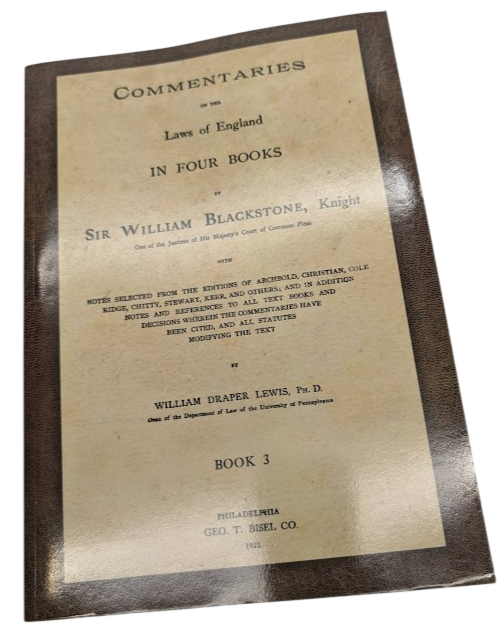 COMMENTARIES
ON THE
Laws of England
IN FOUR BOOKS
BY
SIR WILLIAM BLACKSTONE, Knight
One of the Justices of His Majesty's Court of Common Pleas
WITH
NOTES SELECTED FROM THE EDITIONS OF ARCHBOLD, CHRISTIAN, COLE
RIDGE, CHITTY, STEWART, KERR, AND OTHERS; AND IN ADDITION
NOTES AND REFERENCES TO ALL TEXT BOOKS AND
DECISIONS WHEREIN THE COMMENTARIES HAVE
BEEN CITED, AND ALL STATUTES
MODIFYING THE TEXT
BY
WILLIAM DRAPER LEWIS, PH. D.
Dean of the Department of Law of the University of Pennsylvania
BOOK 3
PHILADELPHIA
GEO. T. BISEL CO.
1922